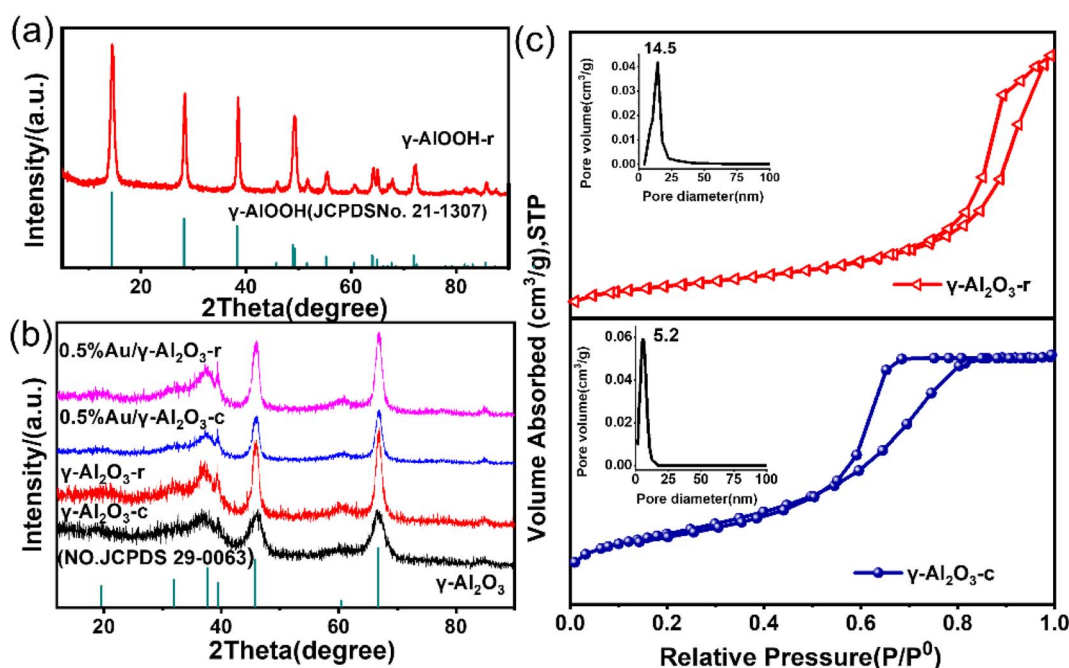 (a)
Intensity/(a.u.)
γ-AlOOH-r
γ-AlOOH(JCPDSNo. 21-1307)
20 40 60 80
2Theta(degree)
(b)
Intensity/(a.u.)
0.5%Au/γ-Al₂O₃-r
0.5%Au/γ-Al₂O₃-c
γ-Al₂O₃-r
γ-Al₂O₃-c
(NO.JCPDS 29-0063)
γ-Al₂O₃
20 40 60 80
2Theta(degree)
(c)
Volume Absorbed (cm³/g),STP
14.5
Pore volume(cm³/g)
0.04
0.03
0.02
0.01
0.00
0 25 50 75 100
Pore diameter(nm)
γ-Al₂O₃-r
5.2
Pore volume(cm³/g)
0.06
0.04
0.02
0.00
0 25 50 75 100
Pore diameter(nm)
γ-Al₂O₃-c
0.0 0.2 0.4 0.6 0.8 1.0
Relative Pressure(P/P⁰)